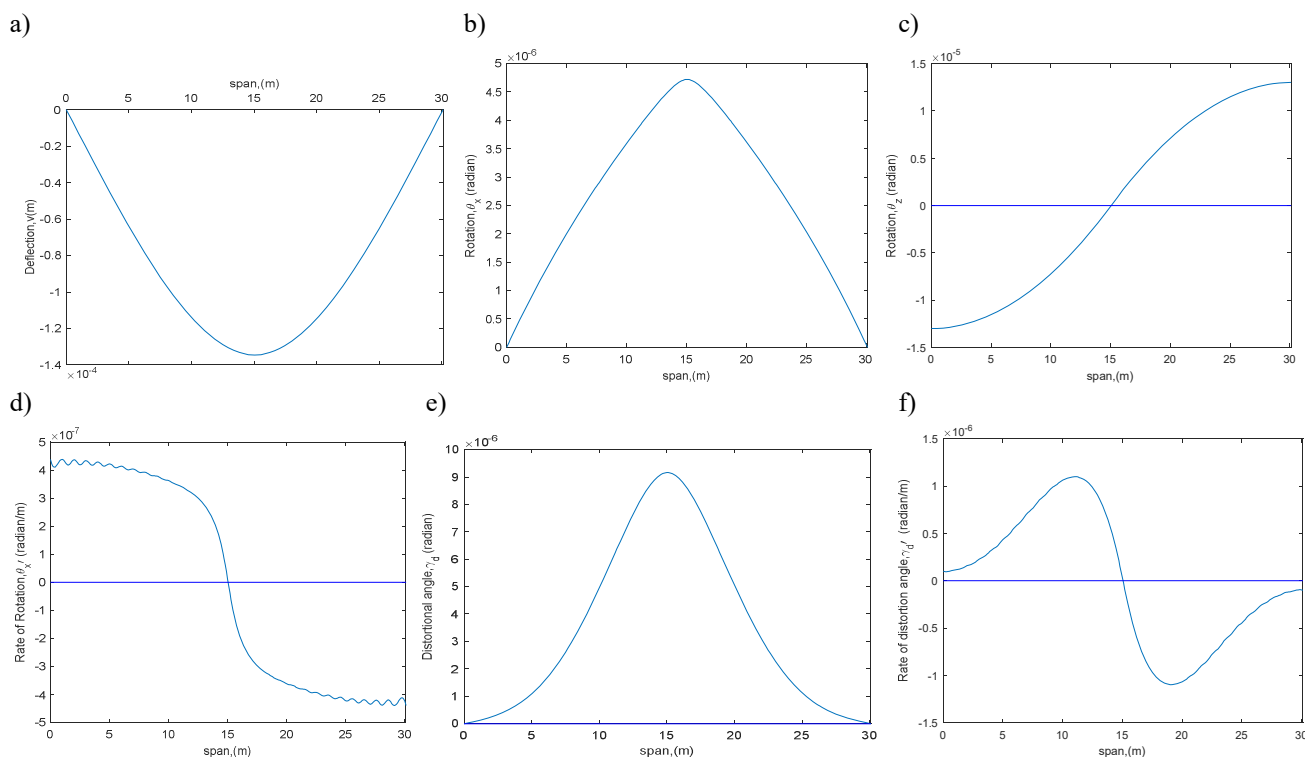 a)
span,(m)
0 5 10 15 20 25 30
0
-0.2
-0.4
-0.6
-0.8
-1
-1.2
-1.4
×10-4
Deflection,v(m)
b)
×10-6
5
4.5
4
3.5
3
2.5
2
1.5
1
0.5
0
Rotation,θx (radian)
0 5 10 15 20 25 30
span,(m)
c)
×10-5
1.5
1
0.5
0
-0.5
-1
-1.5
Rotation,θz (radian)
0 5 10 15 20 25 30
span,(m)
d)
×10-7
5
4
3
2
1
0
-1
-2
-3
-4
-5
Rate of Rotation,θx′ (radian/m)
0 5 10 15 20 25 30
span,(m)
e)
×10-6
10
9
8
7
6
5
4
3
2
1
0
Distortional angle,γd (radian)
0 5 10 15 20 25 30
span,(m)
f)
×10-6
1.5
1
0.5
0
-0.5
-1
-1.5
Rate of distortion angle,γd′ (radian/m)
0 5 10 15 20 25 30
span,(m)